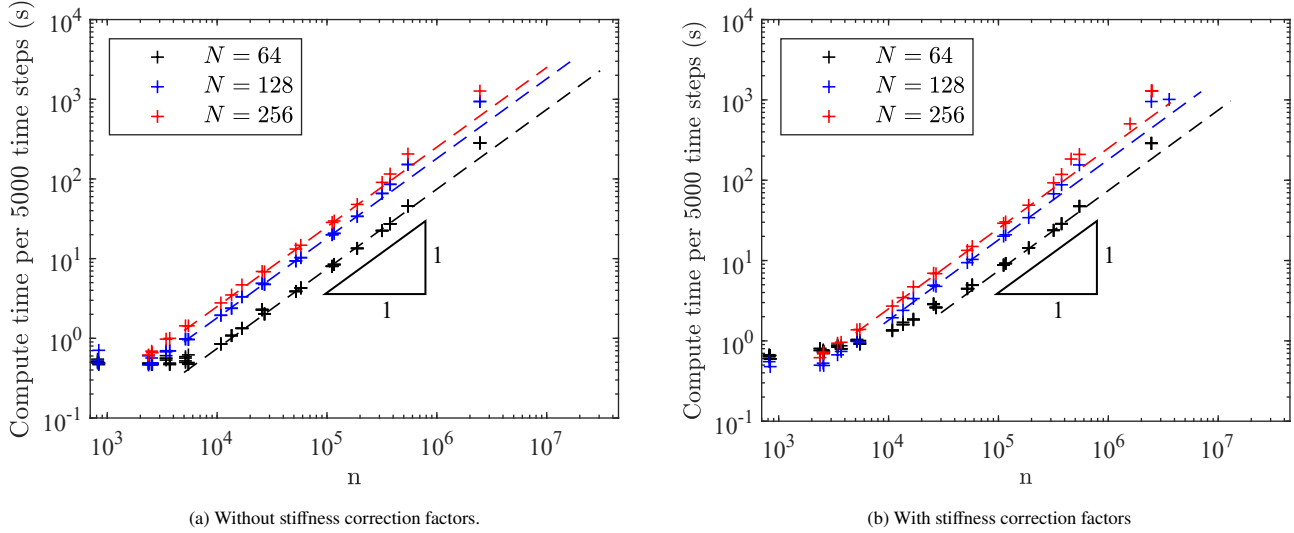 Compute time per 5000 time steps (s)
10^4
10^3
10^2
10^1
10^0
10^-1
N = 64
N = 128
N = 256
1
1
10^3
10^4
10^5
10^6
10^7
n
(a) Without stiffness correction factors.
Compute time per 5000 time steps (s)
10^4
10^3
10^2
10^1
10^0
10^-1
N = 64
N = 128
N = 256
1
1
10^3
10^4
10^5
10^6
10^7
n
(b) With stiffness correction factors